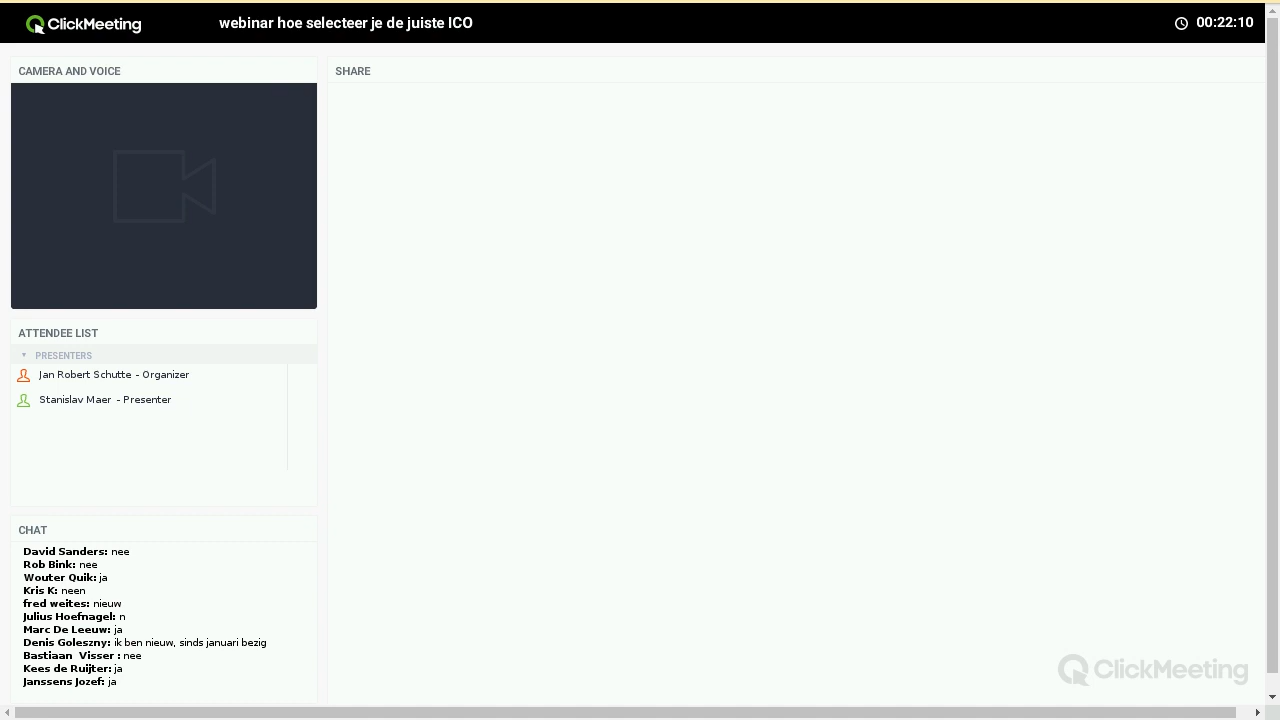 ClickMeeting
webinar hoe selecteer je de juiste ICO
00:22:10
CAMERA AND VOICE
SHARE
ATTENDEE LIST
PRESENTERS
Jan Robert Schutte - Organizer
Stanislav Maer - Presenter
CHAT
David Sanders: nee
Rob Bink: nee
Wouter Quik: ja
Kris K: neen
fred weites: nieuw
Julius Hoefnagel: n
Marc De Leeuw: ja
Denis Goleszny: ik ben nieuw, sinds januari bezig
Bastiaan Visser : nee
Kees de Ruijter: ja
Janssens Jozef: ja
ClickMeeting